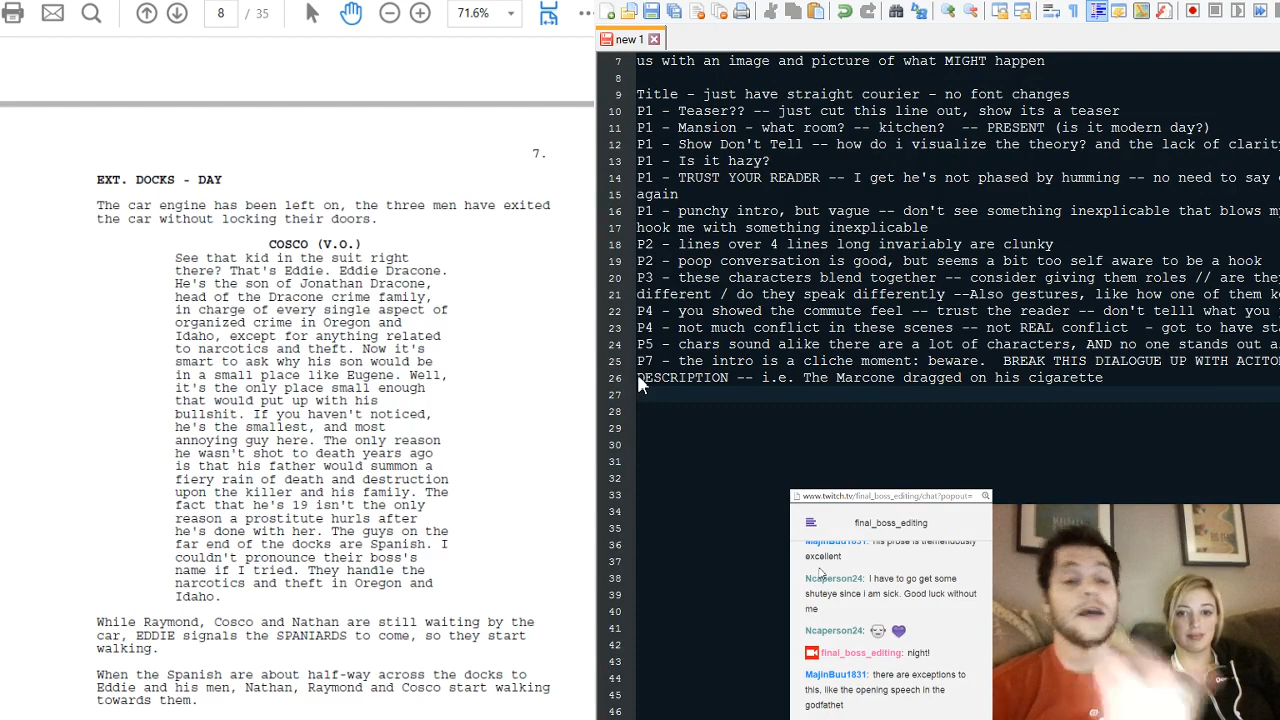 8 / 35
71.6%
7.
EXT. DOCKS - DAY
The car engine has been left on, the three men have exited
the car without locking their doors.
COSCO (V.O.)
See that kid in the suit right
there? That's Eddie. Eddie Dracone.
He's the son of Jonathan Dracone,
head of the Dracone crime family,
in charge of every single aspect of
organized crime in Oregon and
Idaho, except for anything related
to narcotics and theft. Now it's
smart to ask why his son would be
in a small place like Eugene. Well,
it's the only place small enough
that would put up with his
bullshit. If you haven't noticed,
he's the smallest, and most
annoying guy here. The only reason
he wasn't shot to death years ago
is that his father would summon a
fiery rain of death and destruction
upon the killer and his family. The
fact that he's 19 isn't the only
reason a prostitute hurls after
he's done with her. The guys on the
far end of the docks are Spanish. I
couldn't pronounce their boss's
name if I tried. They handle the
narcotics and theft in Oregon and
Idaho.
While Raymond, Cosco and Nathan are still waiting by the
car, EDDIE signals the SPANIARDS to come, so they start
walking.
When the Spanish are about half-way across the docks to
Eddie and his men, Nathan, Raymond and Cosco start walking
towards them.
new 1
7 us with an image and picture of what MIGHT happen
8
9 Title - just have straight courier - no font changes
10 P1 - Teaser?? -- just cut this line out, show its a teaser
11 P1 - Mansion - what room? -- kitchen? -- PRESENT (is it modern day?)
12 P1 - Show Don't Tell -- how do i visualize the theory? and the lack of clarity
13 P1 - Is it hazy?
14 P1 - TRUST YOUR READER -- I get he's not phased by humming -- no need to say
15 again
16 P1 - punchy intro, but vague -- don't see something inexplicable that blows my
17 hook me with something inexplicable
18 P2 - lines over 4 lines long invariably are clunky
19 P2 - poop conversation is good, but seems a bit too self aware to be a hook
20 P3 - these characters blend together -- consider giving them roles // are they
21 different / do they speak differently --Also gestures, like how one of them
22 P4 - you showed the commute feel -- trust the reader -- don't telll what you
23 P4 - not much conflict in these scenes -- not REAL conflict - got to have
24 P5 - chars sound alike there are a lot of characters, AND no one stands out
25 P7 - the intro is a cliche moment: beware. BREAK THIS DIALOGUE UP WITH ACITO
26 DESCRIPTION -- i.e. The Marcone dragged on his cigarette
27
28
29
30
31
32
33
34
35
36
37
38
39
40
41
42
43
44
45
46
www.twitch.tv/final_boss_editing/chat?popout=
final_boss_editing
MajinBuu1831: his prose is tremendously
excellent
Ncaperson24: I have to go get some
shuteye since i am sick. Good luck without
me
Ncaperson24:
final_boss_editing: night!
MajinBuu1831: there are exceptions to
this, like the opening speech in the
godfathet